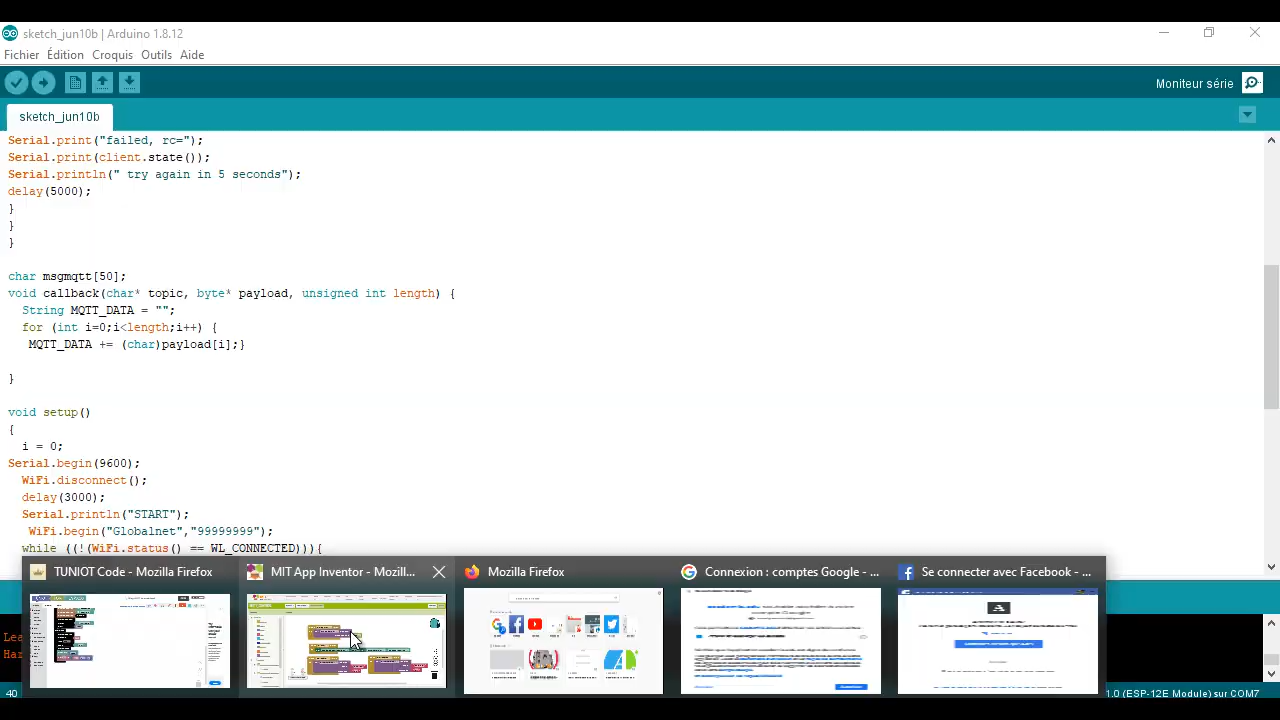 sketch_jun10b | Arduino 1.8.12
Fichier Édition Croquis Outils Aide
Moniteur série
sketch_jun10b
Serial.print("failed, rc=");
Serial.print(client.state());
Serial.println(" try again in 5 seconds");
delay(5000);
}
}
}
char msgmqtt[50];
void callback(char* topic, byte* payload, unsigned int length) {
String MQTT_DATA = "";
for (int i=0;i<length;i++) {
MQTT_DATA += (char)payload[i];}
}
void setup()
{
i = 0;
Serial.begin(9600);
WiFi.disconnect();
delay(3000);
Serial.println("START");
WiFi.begin("Globalnet","99999999");
while ((!(WiFi.status() == WL_CONNECTED))){
TUNIOT Code - Mozilla Firefox
MIT App Inventor - Mozill...
Mozilla Firefox
Connexion : comptes Google - ...
Se connecter avec Facebook - ...
Lea
Har
40
1.0 (ESP-12E Module) sur COM7